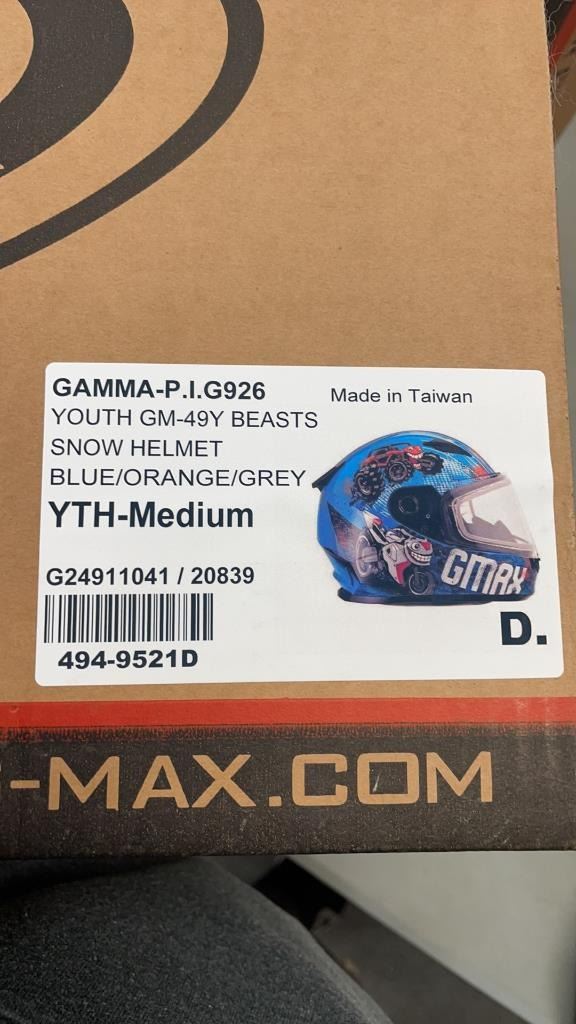 GAMMA-P.I.G926
Made in Taiwan
YOUTH GM-49Y BEASTS
SNOW HELMET
BLUE/ORANGE/GREY
YTH-Medium
GMAX
G24911041 / 20839
D.
494-9521D
-MAX.COM